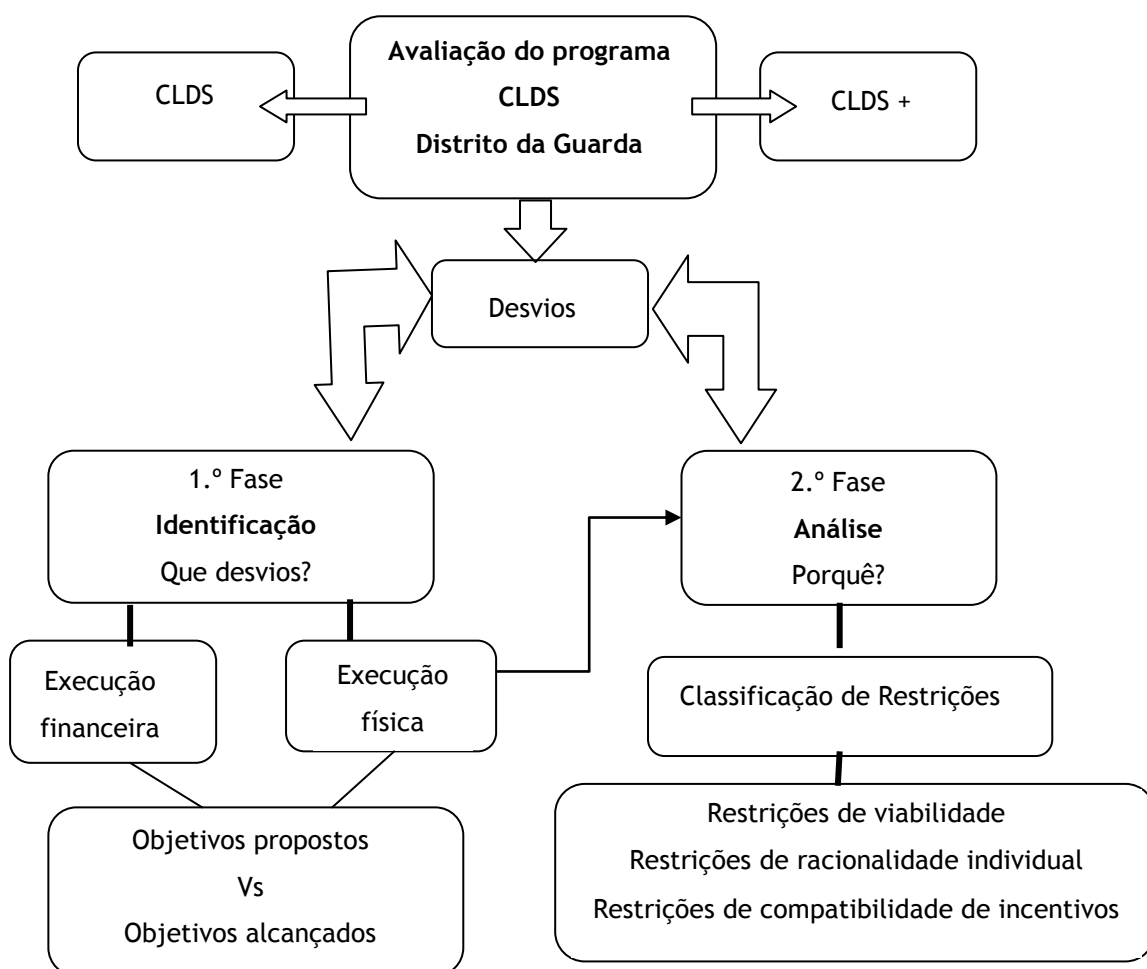 Avaliação do programa
CLDS
Distrito da Guarda
CLDS
CLDS +
Desvios
1.º Fase
Identificação
Que desvios?
2.º Fase
Análise
Porquê?
Execução
financeira
Execução
física
Classificação de Restrições
Objetivos propostos
Vs
Objetivos alcançados
Restrições de viabilidade
Restrições de racionalidade individual
Restrições de compatibilidade de incentivos